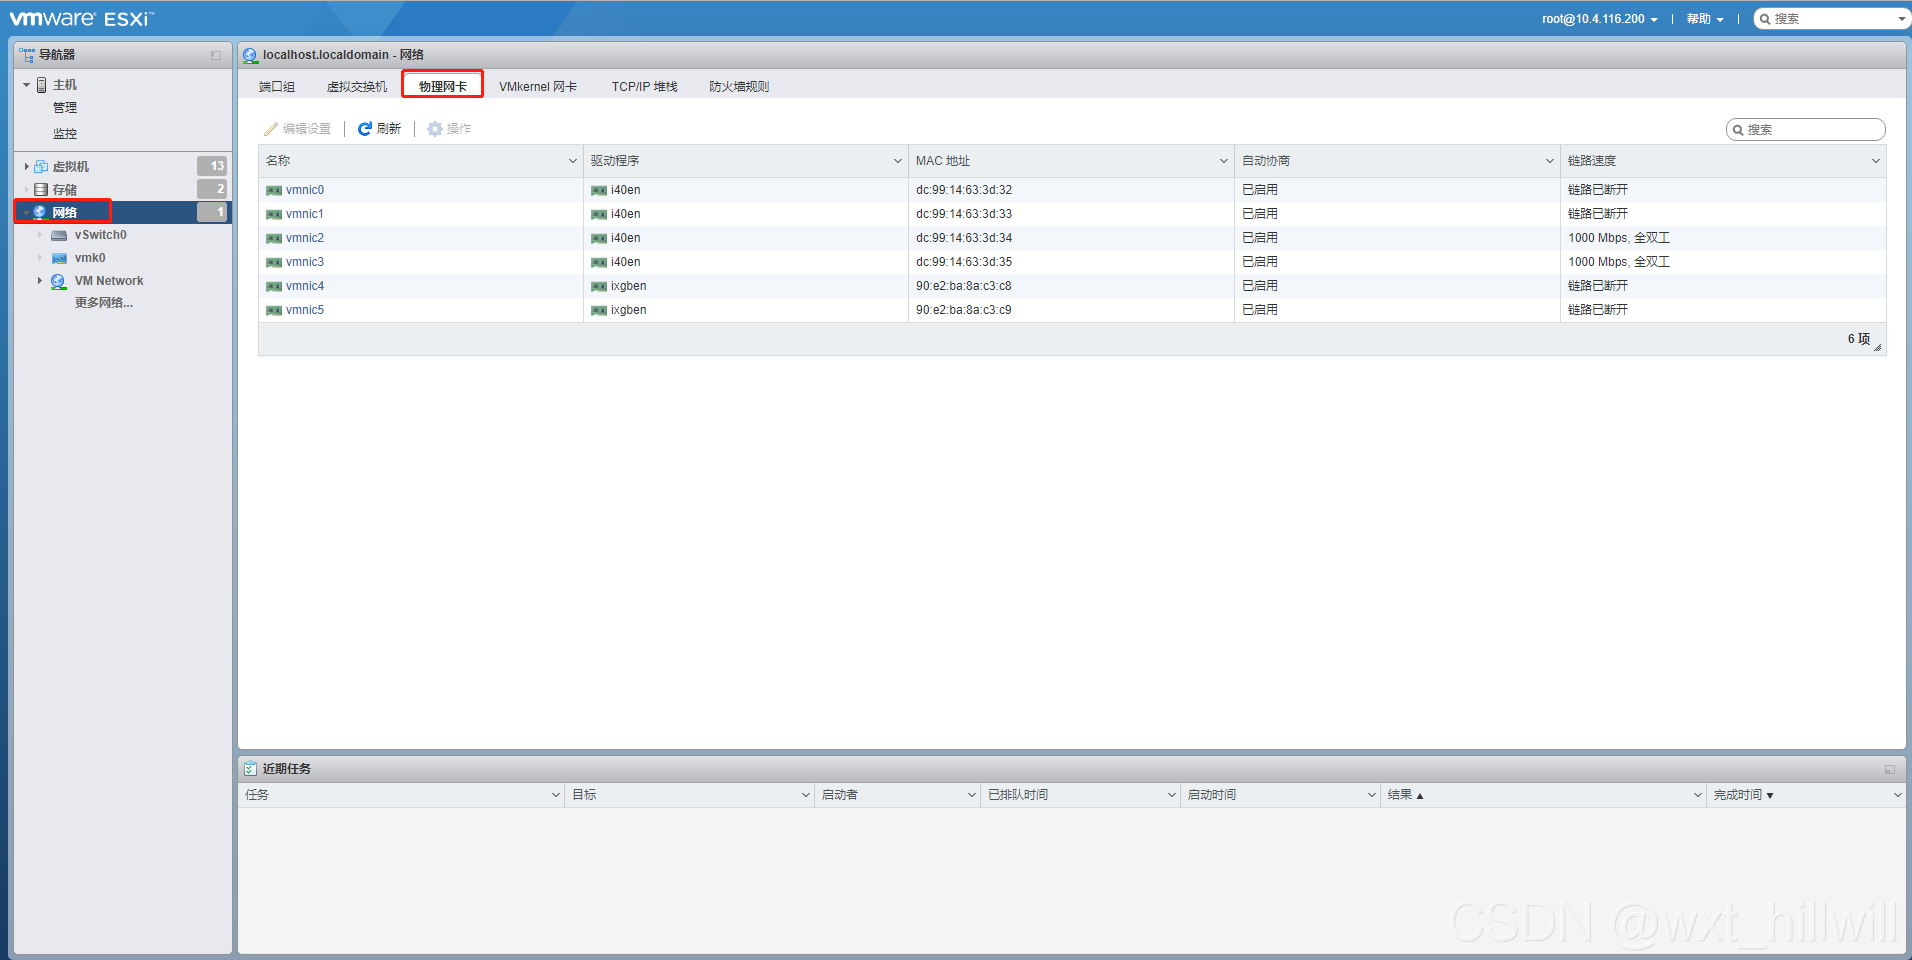 vmware ESXi™
root@10.4.116.200 | 帮助 | 搜索
导航器
主机
管理
监控
虚拟机 13
存储 2
网络 1
vSwitch0
vmk0
VM Network
更多网络...
localhost.localdomain - 网络
端口组 虚拟交换机 物理网卡 VMkernel 网卡 TCP/IP 堆栈 防火墙规则
编辑设置 | 刷新 | 操作 搜索
名称 驱动程序 MAC 地址 自动协商 链路速度
vmnic0 i40en dc:99:14:63:3d:32 已启用 链路已断开
vmnic1 i40en dc:99:14:63:3d:33 已启用 链路已断开
vmnic2 i40en dc:99:14:63:3d:34 已启用 1000 Mbps, 全双工
vmnic3 i40en dc:99:14:63:3d:35 已启用 1000 Mbps, 全双工
vmnic4 ixgben 90:e2:ba:8a:c3:c8 已启用 链路已断开
vmnic5 ixgben 90:e2:ba:8a:c3:c9 已启用 链路已断开
6 项
近期任务
任务 目标 启动者 已排队时间 启动时间 结果 ▲ 完成时间 ▼
CSDN @wxt_hillwill